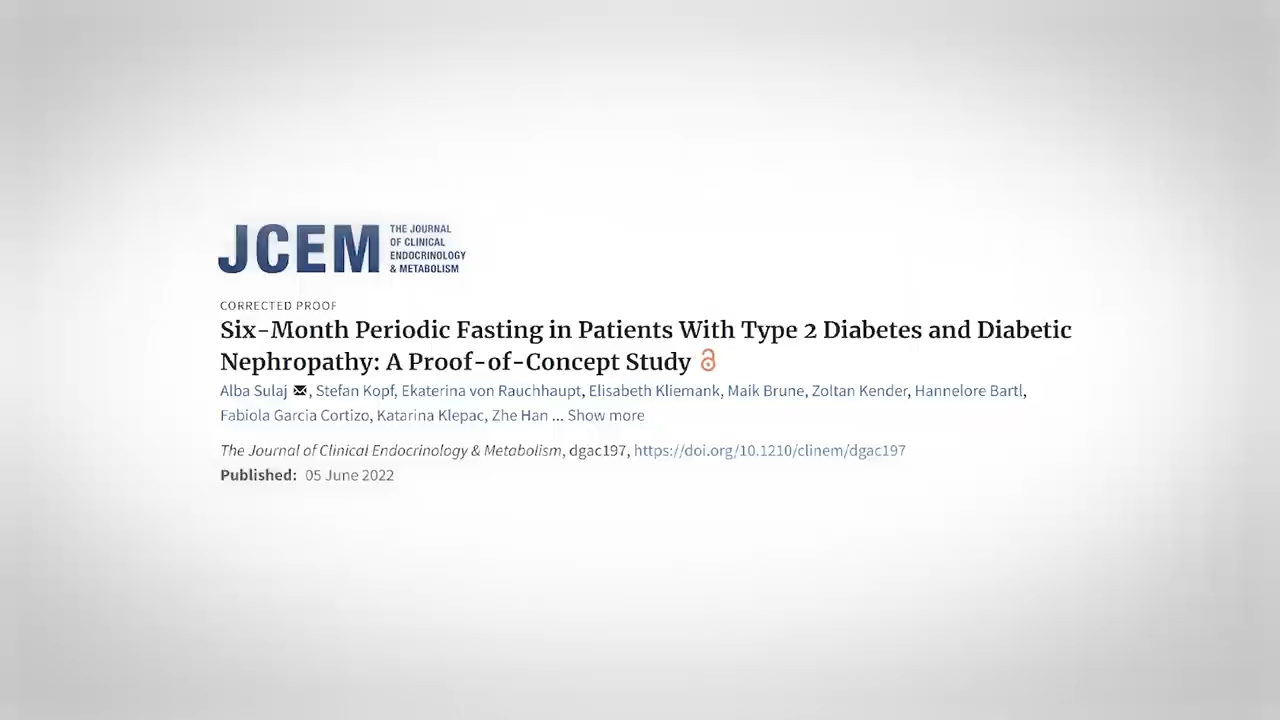 JCEM
THE JOURNAL
OF CLINICAL
ENDOCRINOLOGY
& METABOLISM
CORRECTED PROOF
Six-Month Periodic Fasting in Patients With Type 2 Diabetes and Diabetic
Nephropathy: A Proof-of-Concept Study
Alba Sulaj, Stefan Kopf, Ekaterina von Rauchhaupt, Elisabeth Kliemank, Maik Brune, Zoltan Kender, Hannelore Bartl,
Fabiola Garcia Cortizo, Katarina Klepac, Zhe Han ... Show more
The Journal of Clinical Endocrinology & Metabolism, dgac197, https://doi.org/10.1210/clinem/dgac197
Published: 05 June 2022